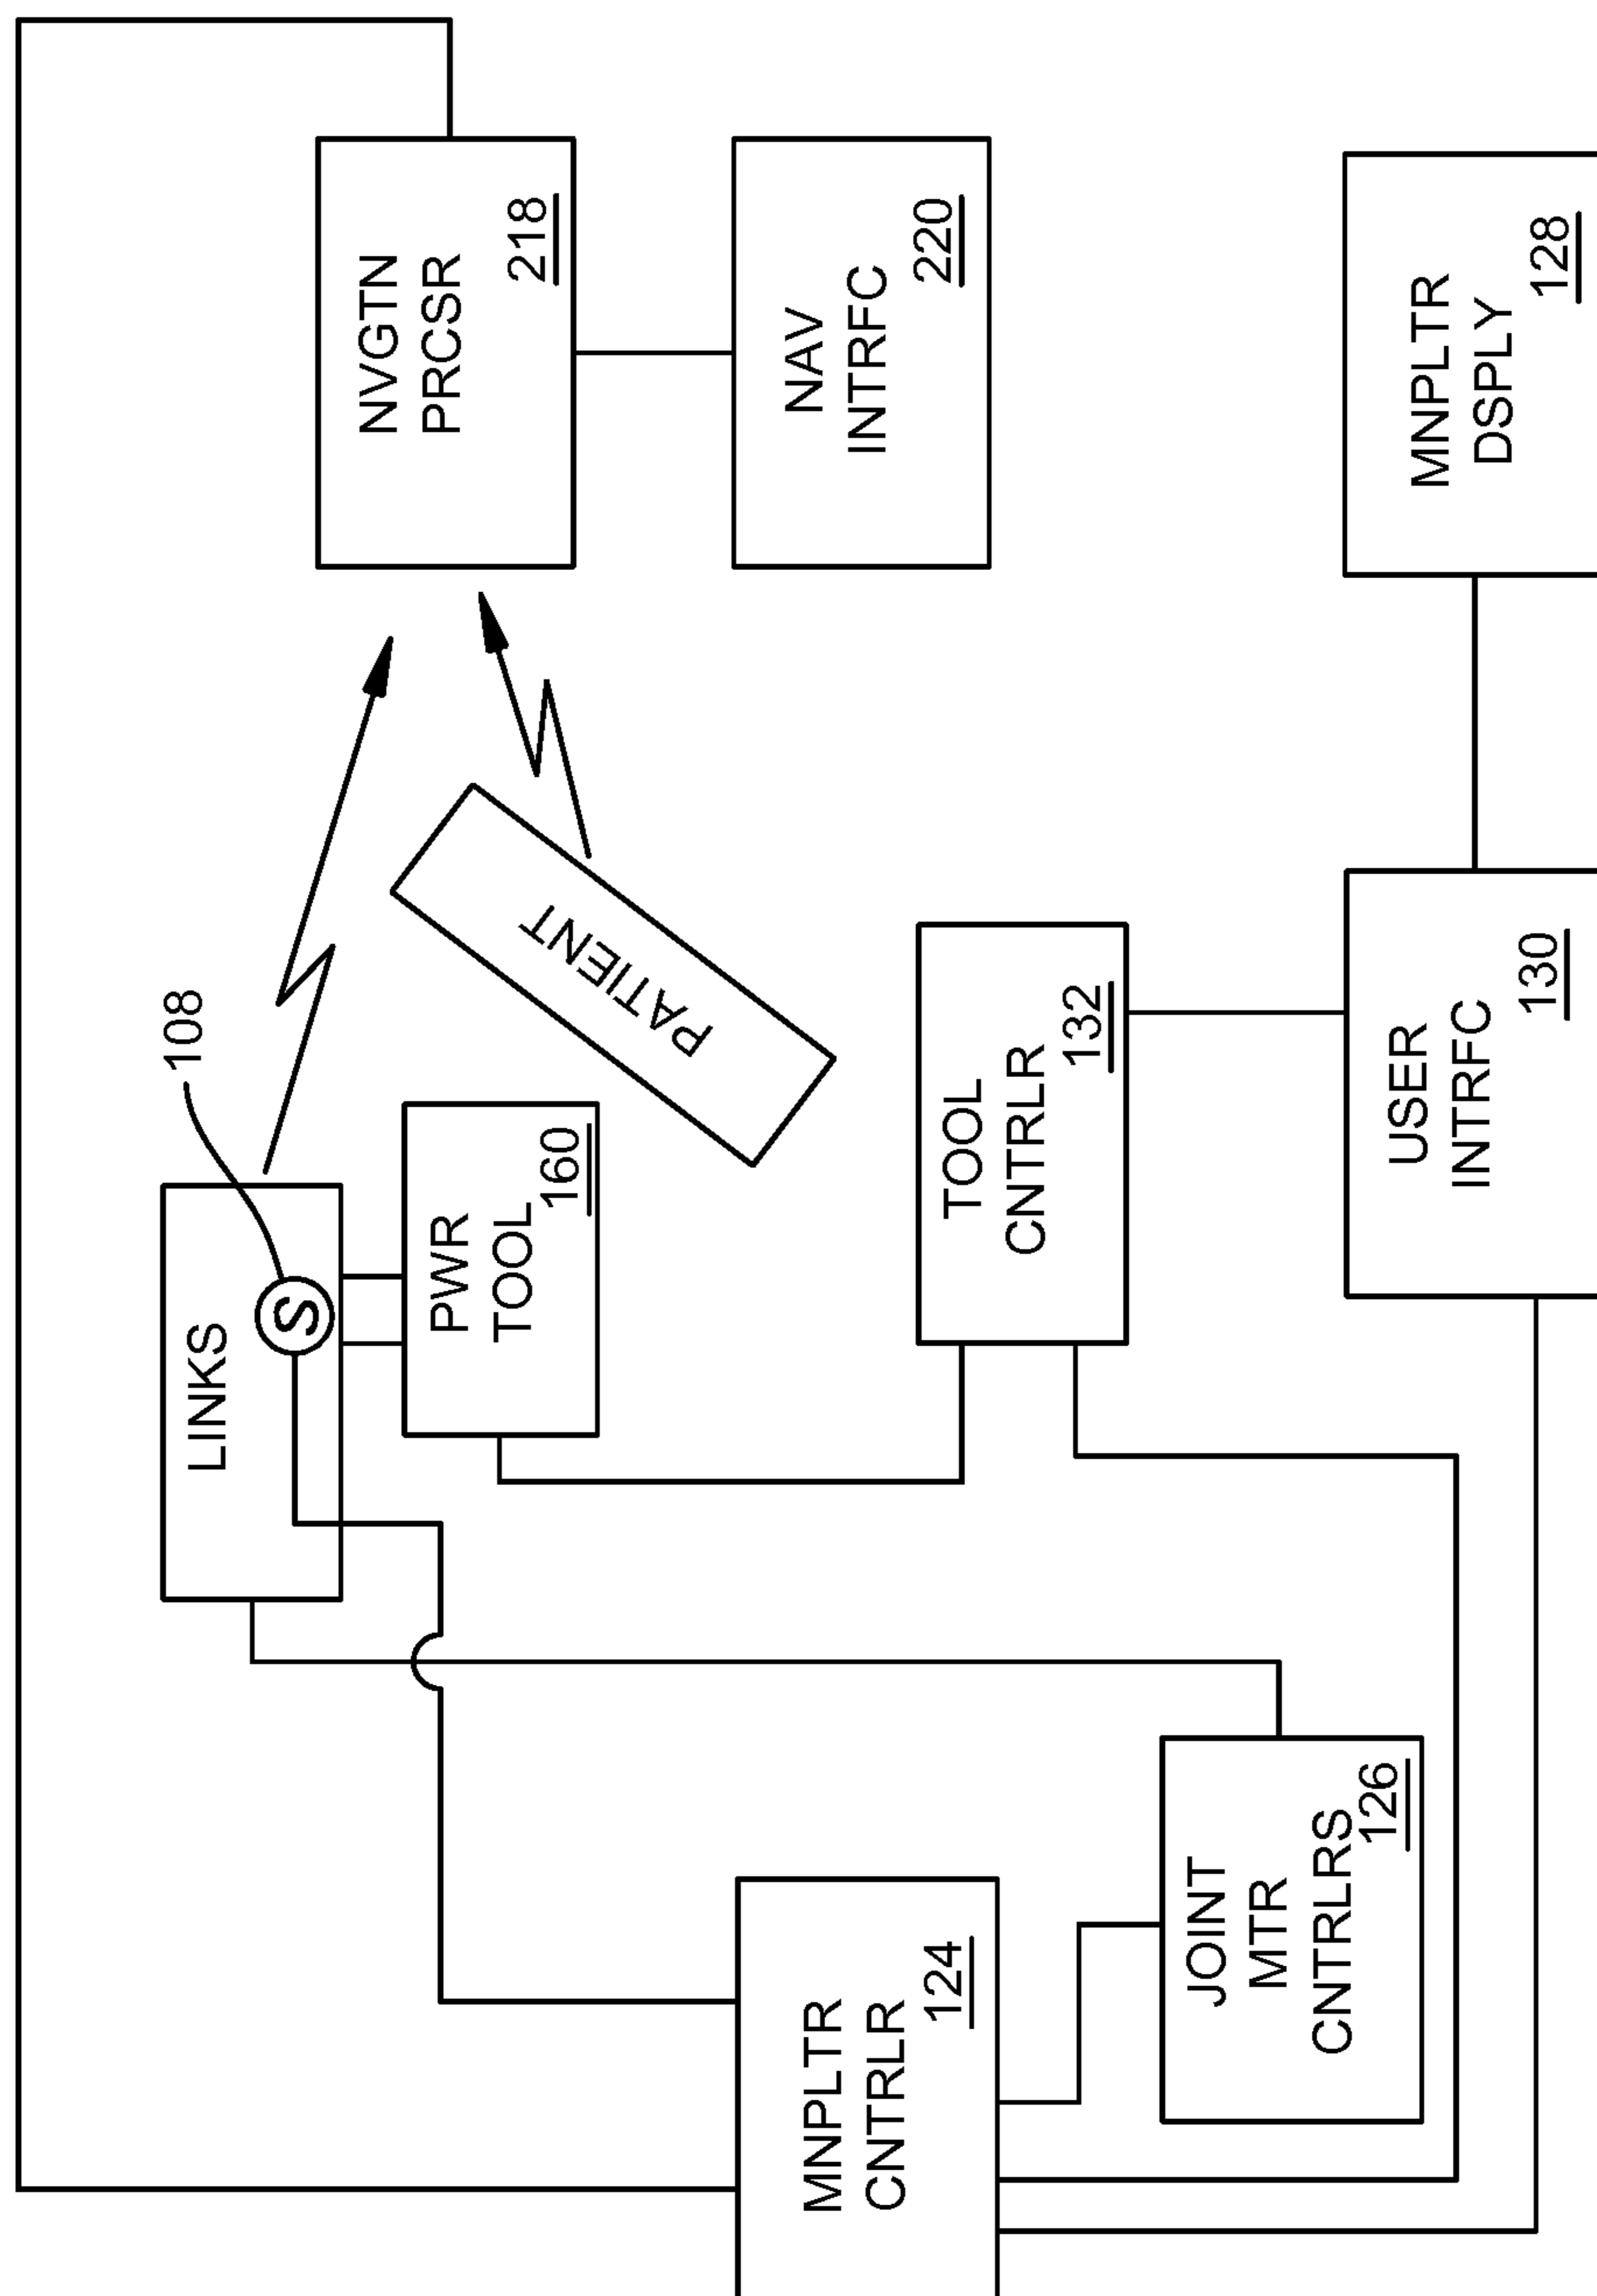 MNPLTR
CNTRLR
124
LINKS
S
108
PWR
TOOL
160
PATIENT
NVGTN
PRCSR
218
NAV
INTRFC
220
JOINT
MTR
CNTRLRS
126
TOOL
CNTRLR
132
USER
INTRFC
130
MNPLTR
DSPLY
128